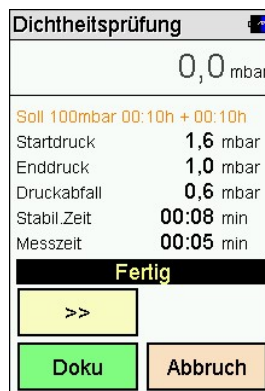 Dichtheitsprüfung
0,0 mbar
Soll 100mbar 00:10h + 00:10h
Startdruck 1,6 mbar
Enddruck 1,0 mbar
Druckabfall 0,6 mbar
Stabil.Zeit 00:08 min
Messzeit 00:05 min
Fertig
>>
Doku Abbruch